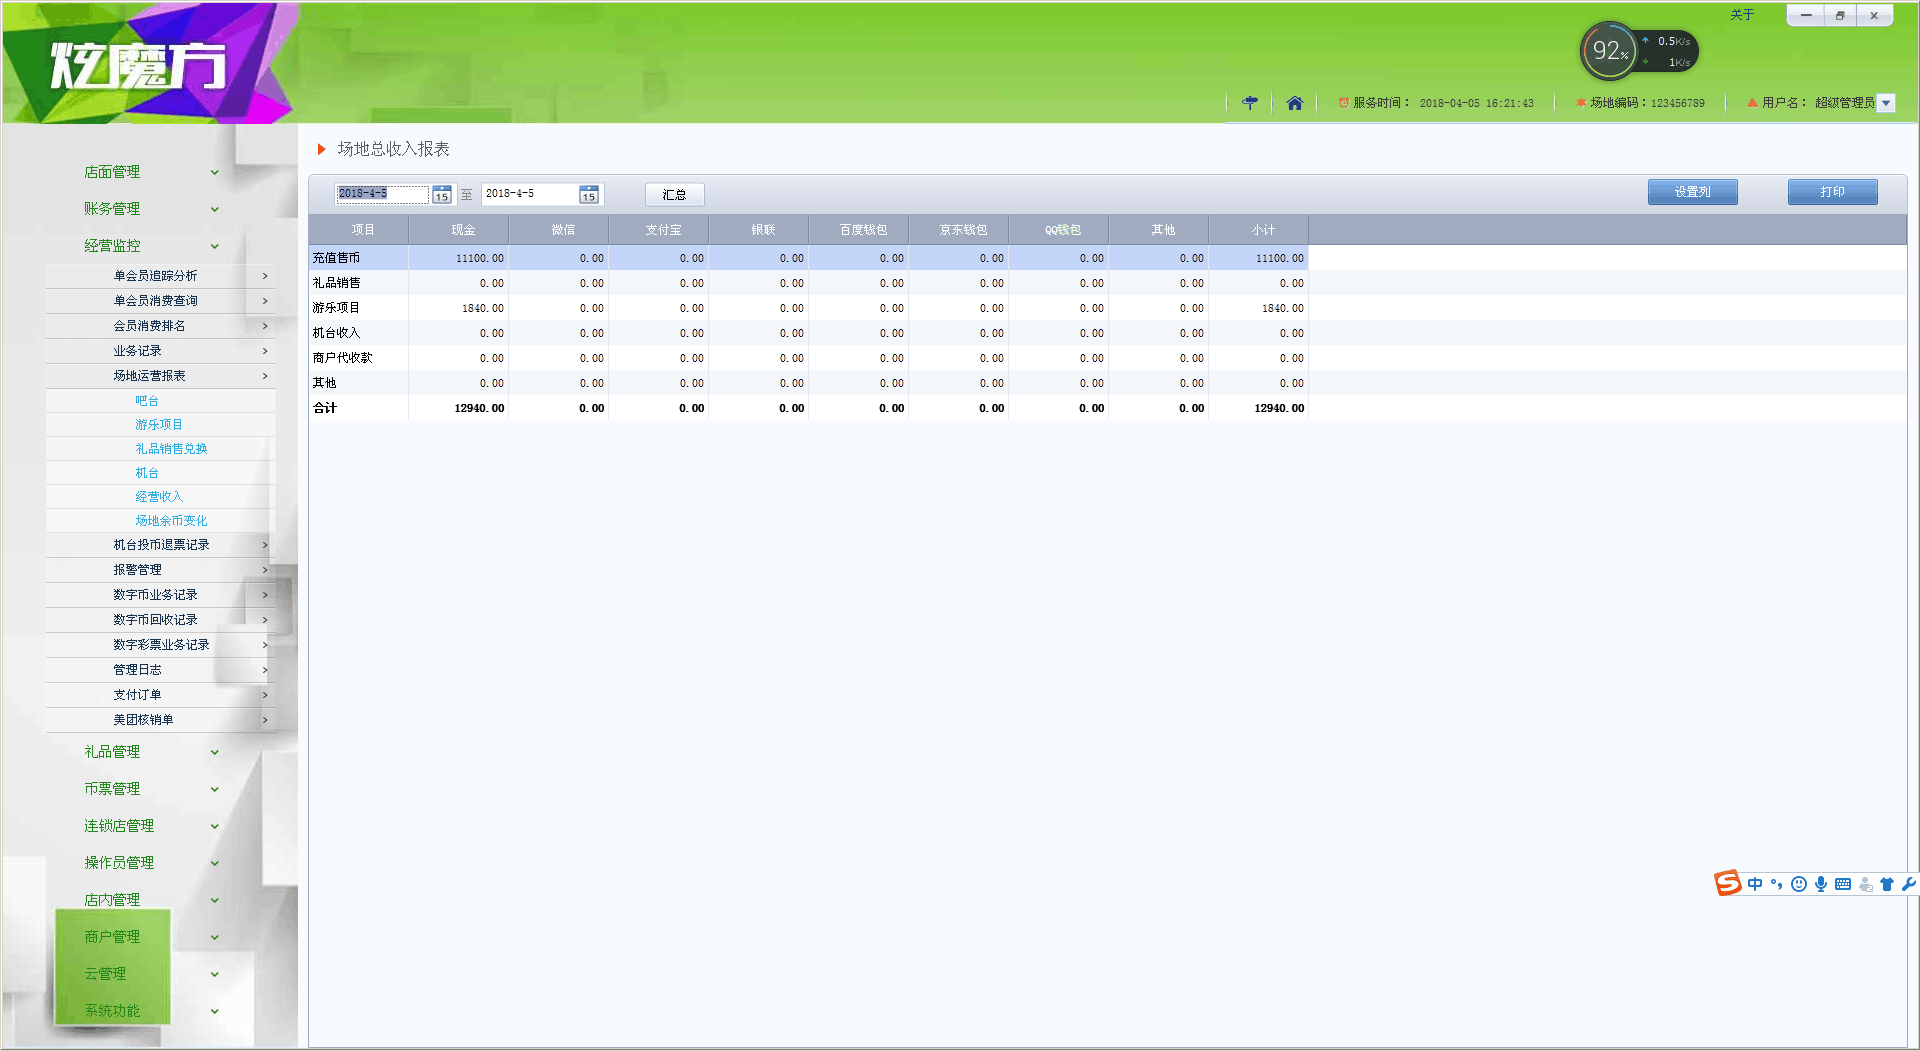 炫魔方
关于
92%
0.5K/s
1K/s
服务时间： 2018-04-05 16:21:43
场地编码：123456789
用户名： 超级管理员
店面管理
账务管理
经营监控
单会员追踪分析
单会员消费查询
会员消费排名
业务记录
场地运营报表
吧台
游乐项目
礼品销售兑换
机台
经营收入
场地余币变化
机台投币退票记录
报警管理
数字币业务记录
数字币回收记录
数字彩票业务记录
管理日志
支付订单
美团核销单
礼品管理
币票管理
连锁店管理
操作员管理
店内管理
商户管理
云管理
系统功能
场地总收入报表
2018-4-5 15 至 2018-4-5 15 汇总 设置列 打印
项目 现金 微信 支付宝 银联 百度钱包 京东钱包 QQ钱包 其他 小计
充值售币 11100.00 0.00 0.00 0.00 0.00 0.00 0.00 0.00 11100.00
礼品销售 0.00 0.00 0.00 0.00 0.00 0.00 0.00 0.00 0.00
游乐项目 1840.00 0.00 0.00 0.00 0.00 0.00 0.00 0.00 1840.00
机台收入 0.00 0.00 0.00 0.00 0.00 0.00 0.00 0.00 0.00
商户代收款 0.00 0.00 0.00 0.00 0.00 0.00 0.00 0.00 0.00
其他 0.00 0.00 0.00 0.00 0.00 0.00 0.00 0.00 0.00
合计 12940.00 0.00 0.00 0.00 0.00 0.00 0.00 0.00 12940.00
S 中